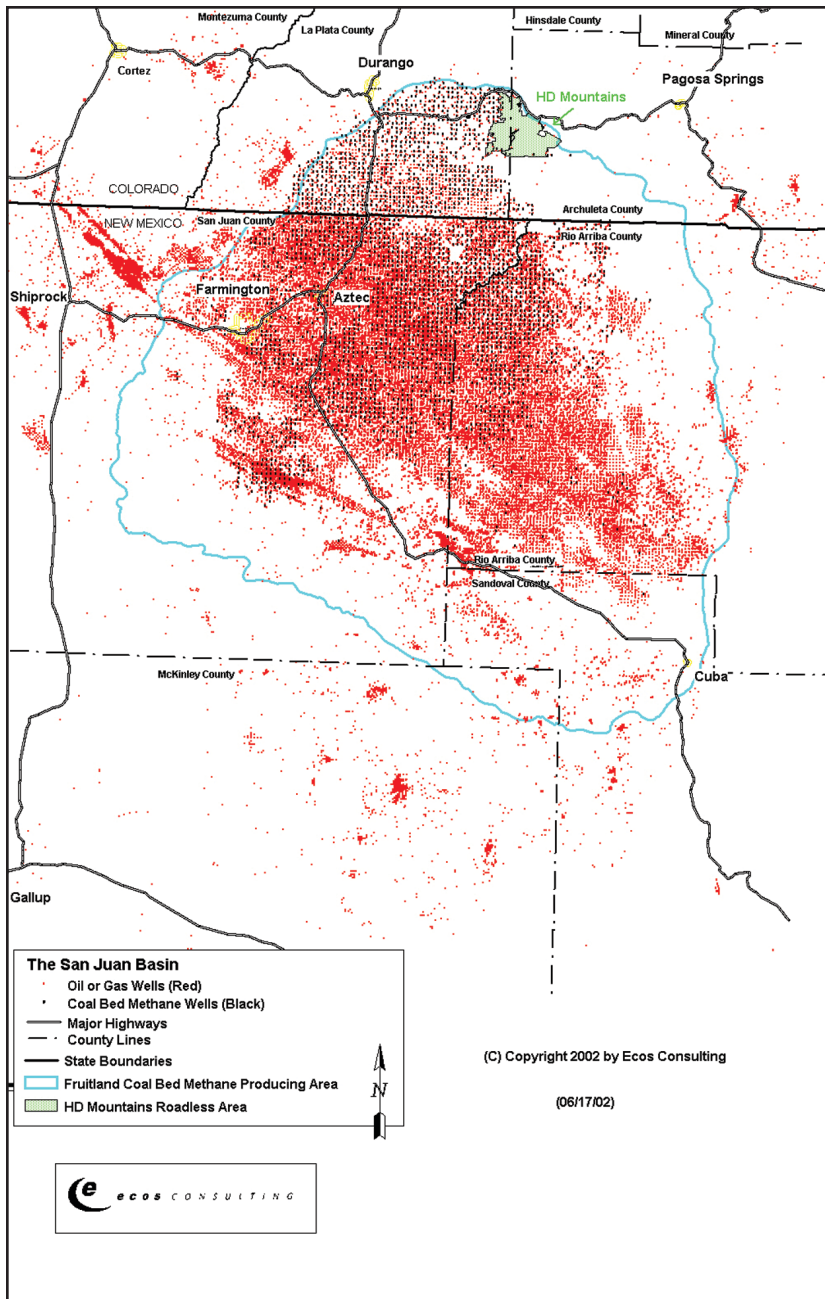 Montezuma County
La Plata County
Hinsdale County
Mineral County
Cortez
Durango
Pagosa Springs
HD Mountains
COLORADO
NEW MEXICO
San Juan County
Archuleta County
Rio Arriba County
Shiprock
Farmington
Aztec
Rio Arriba County
Sandoval County
McKinley County
Cuba
Gallup
The San Juan Basin
Oil or Gas Wells (Red)
Coal Bed Methane Wells (Black)
Major Highways
County Lines
State Boundaries
Fruitland Coal Bed Methane Producing Area
HD Mountains Roadless Area
N
(C) Copyright 2002 by Ecos Consulting
(06/17/02)
e ecos CONSULTING